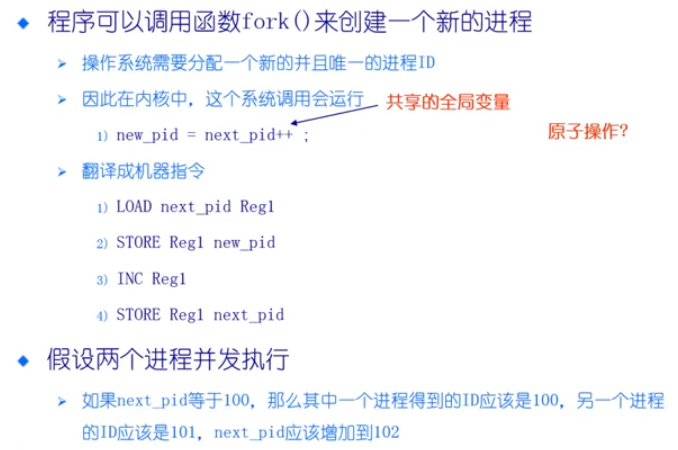 程序可以调用函数fork()来创建一个新的进程
操作系统需要分配一个新的并且唯一的进程ID
因此在内核中，这个系统调用会运行
共享的全局变量
1) new_pid = next_pid++ ;
原子操作?
翻译成机器指令
1) LOAD next_pid Reg1
2) STORE Reg1 new_pid
3) INC Reg1
4) STORE Reg1 next_pid
假设两个进程并发执行
如果next_pid等于100，那么其中一个进程得到的ID应该是100，另一个进程
的ID应该是101，next_pid应该增加到102